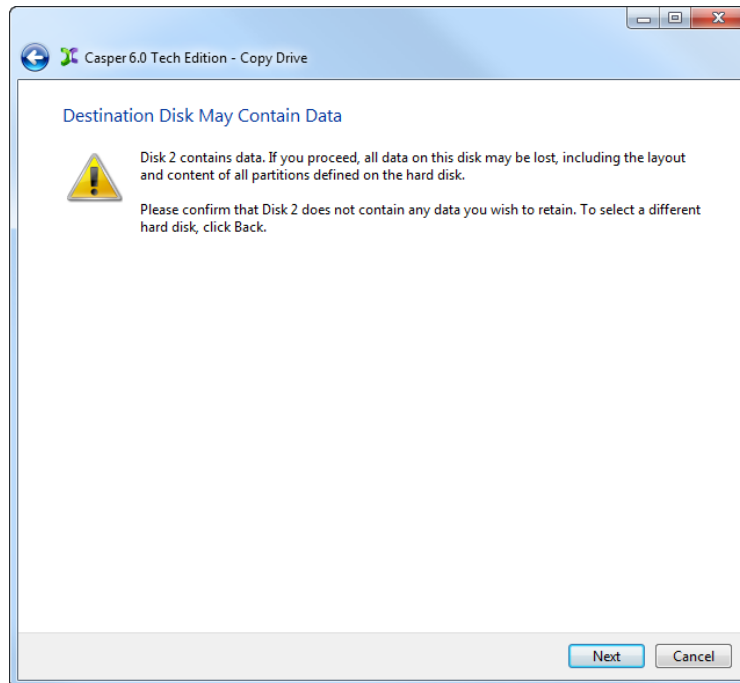 Casper 6.0 Tech Edition - Copy Drive
Destination Disk May Contain Data
Disk 2 contains data. If you proceed, all data on this disk may be lost, including the layout
and content of all partitions defined on the hard disk.
Please confirm that Disk 2 does not contain any data you wish to retain. To select a different
hard disk, click Back.
Next
Cancel